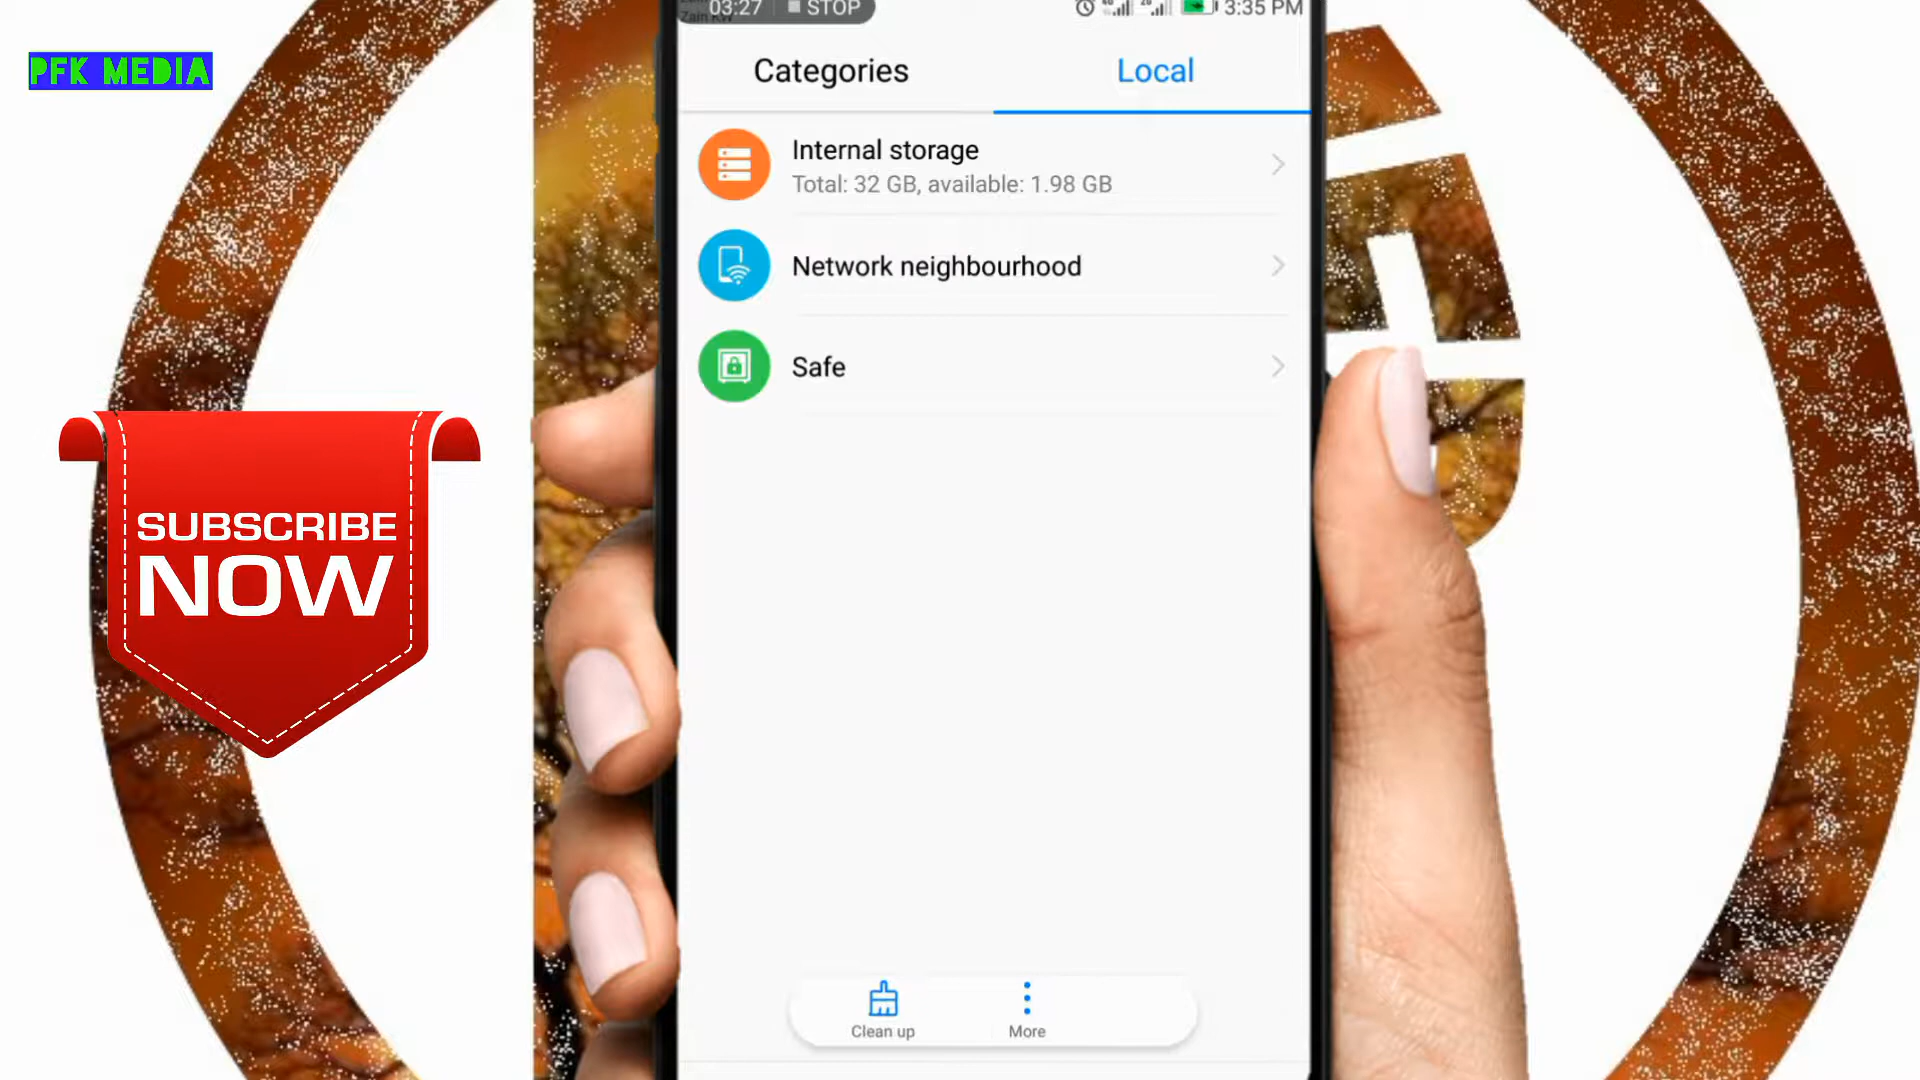 PFK MEDIA
03:27 STOP
3:35 PM
Categories
Local
Internal storage
Total: 32 GB, available: 1.98 GB
Network neighbourhood
Safe
SUBSCRIBE
NOW
Clean up
More